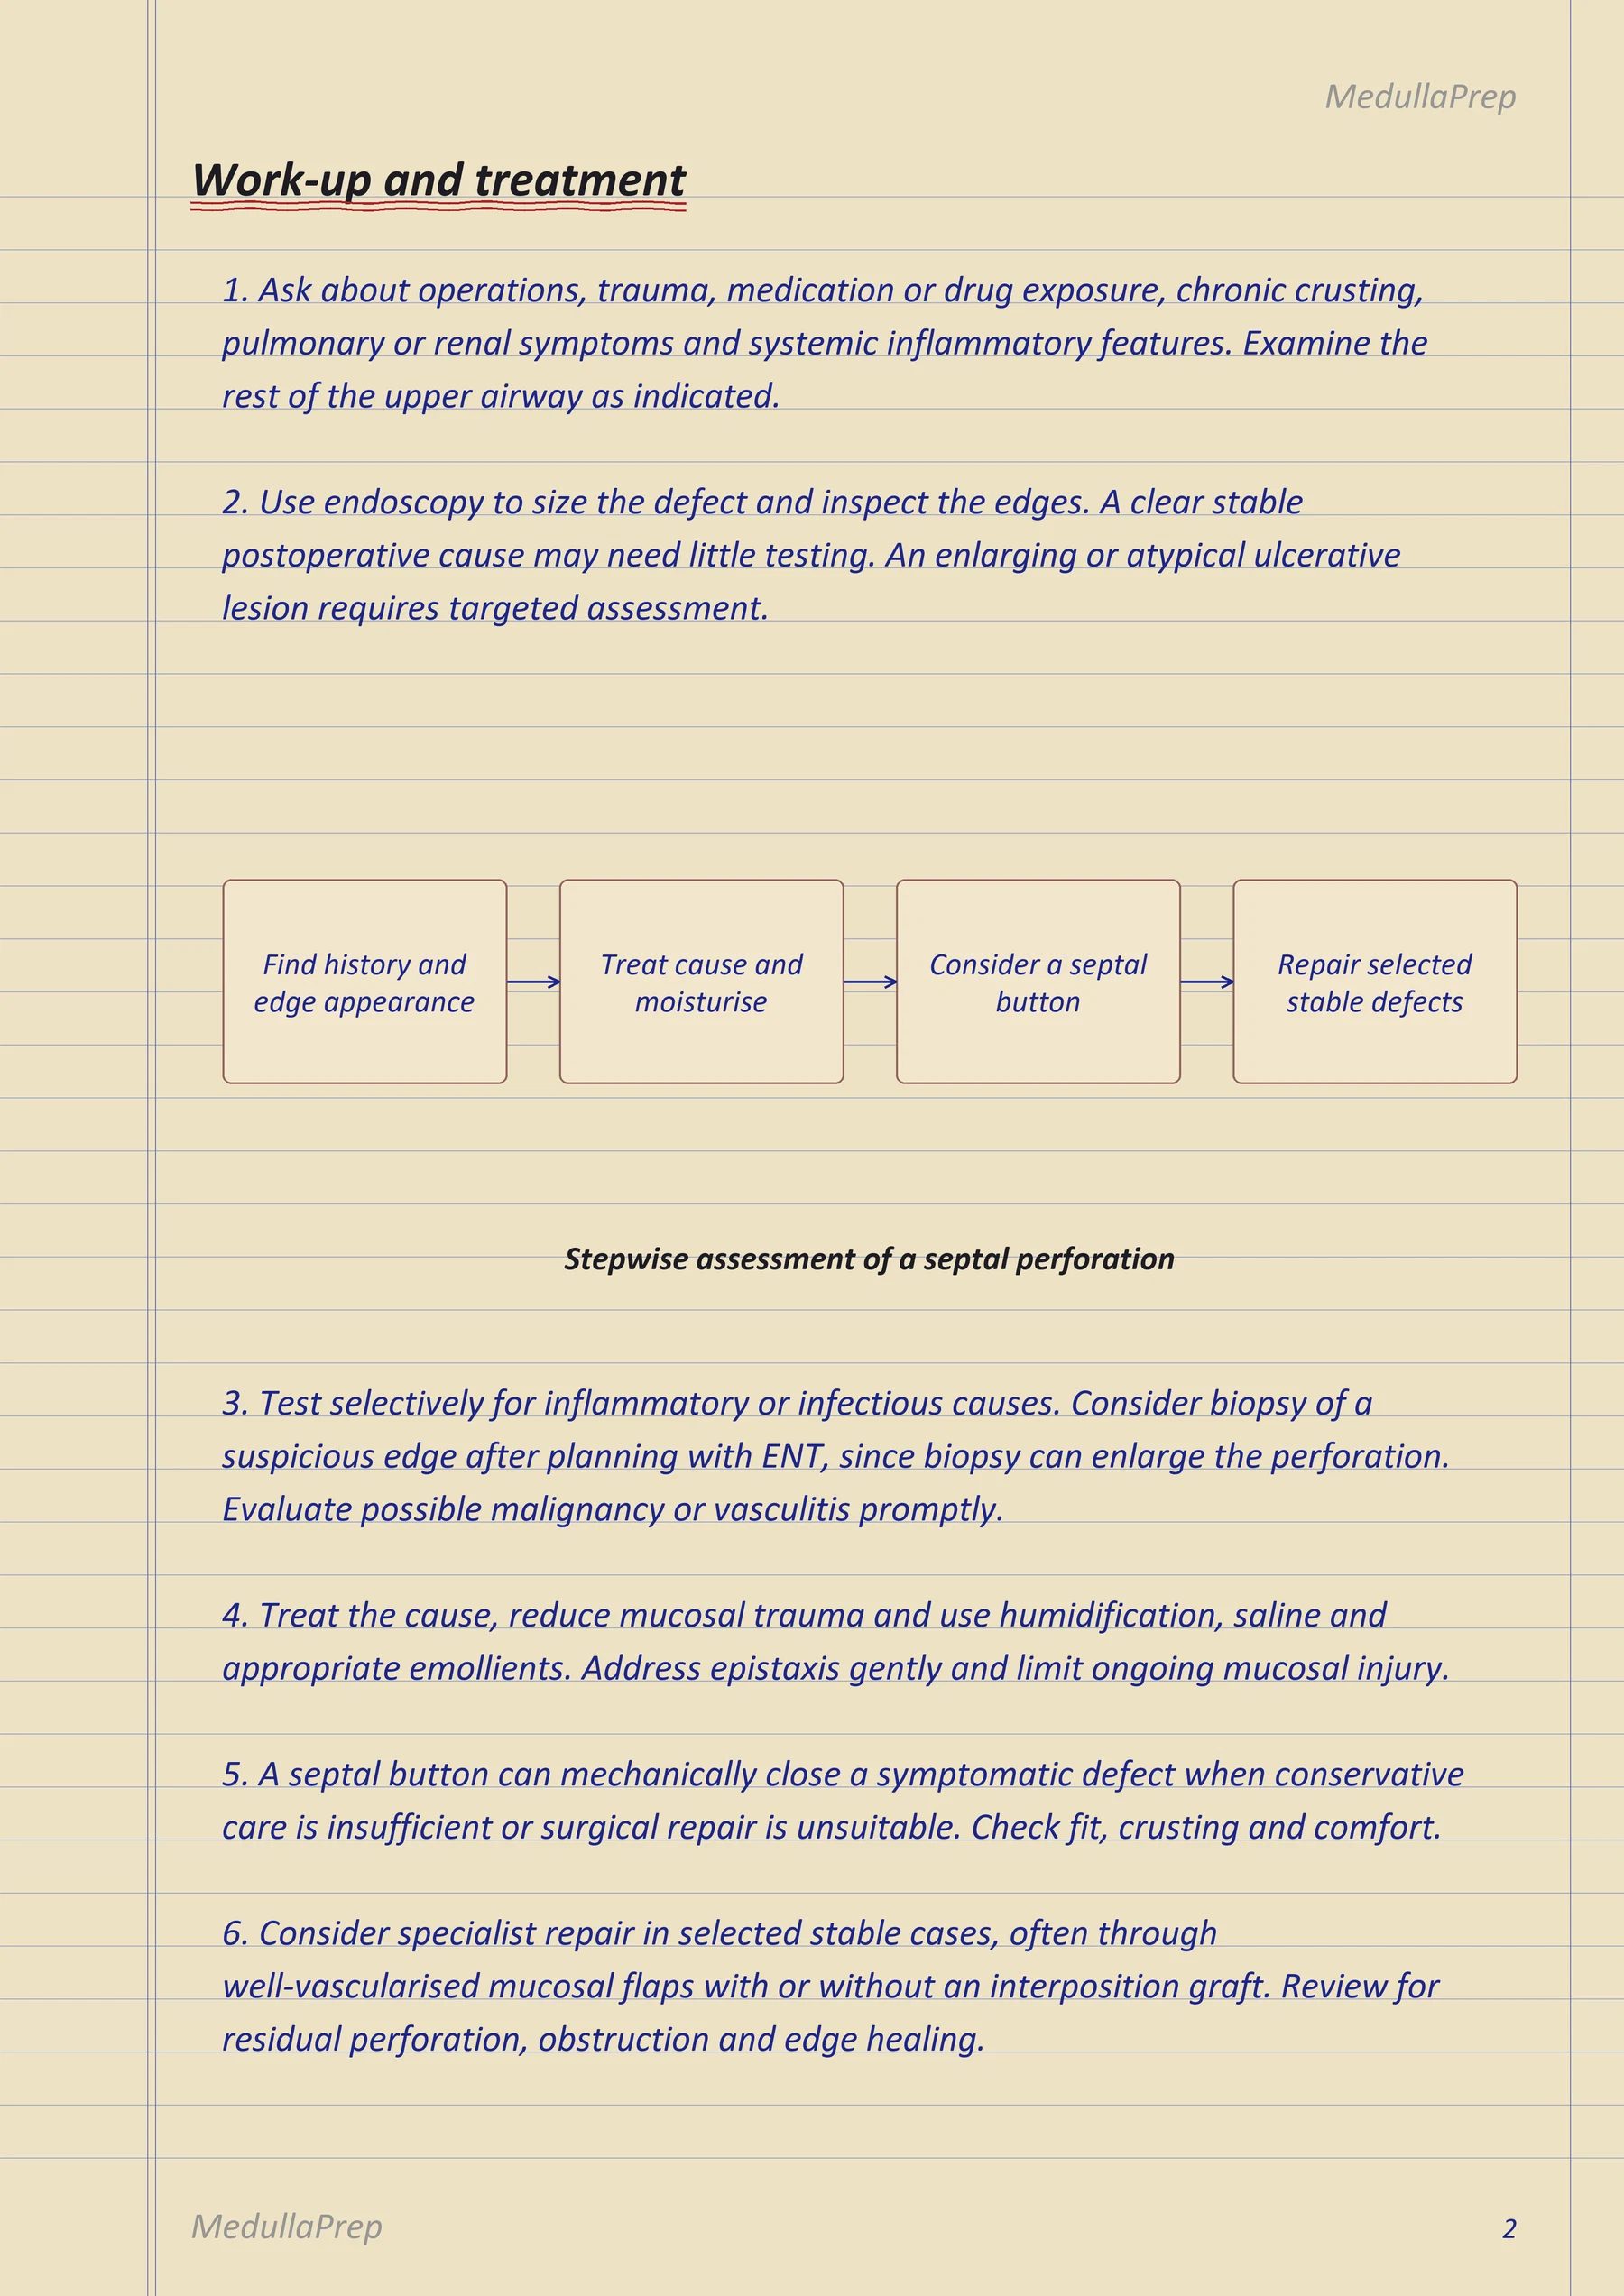 MedullaPrep
Work-up and treatment
1. Ask about operations, trauma, medication or drug exposure, chronic crusting,
pulmonary or renal symptoms and systemic inflammatory features. Examine the
rest of the upper airway as indicated.
2. Use endoscopy to size the defect and inspect the edges. A clear stable
postoperative cause may need little testing. An enlarging or atypical ulcerative
lesion requires targeted assessment.
Find history and
edge appearance
Treat cause and
moisturise
Consider a septal
button
Repair selected
stable defects
Stepwise assessment of a septal perforation
3. Test selectively for inflammatory or infectious causes. Consider biopsy of a
suspicious edge after planning with ENT, since biopsy can enlarge the perforation.
Evaluate possible malignancy or vasculitis promptly.
4. Treat the cause, reduce mucosal trauma and use humidification, saline and
appropriate emollients. Address epistaxis gently and limit ongoing mucosal injury.
5. A septal button can mechanically close a symptomatic defect when conservative
care is insufficient or surgical repair is unsuitable. Check fit, crusting and comfort.
6. Consider specialist repair in selected stable cases, often through
well-vascularised mucosal flaps with or without an interposition graft. Review for
residual perforation, obstruction and edge healing.
MedullaPrep
2